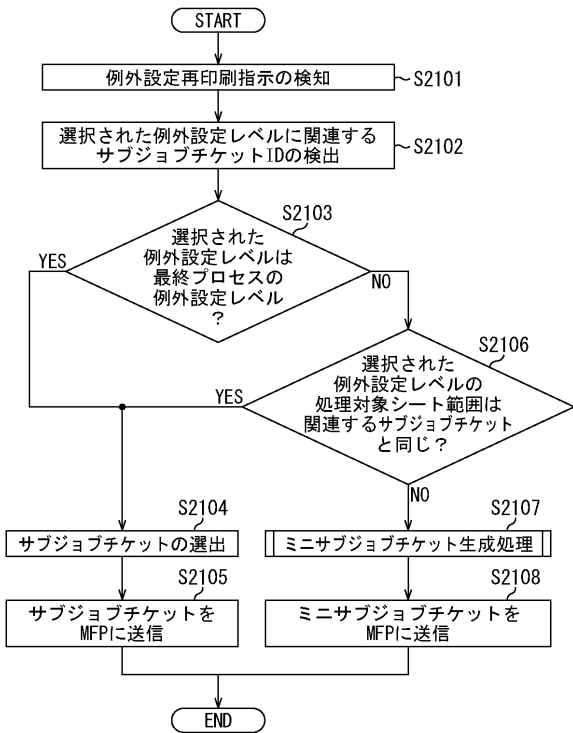 START
例外設定再印刷指示の検知
S2101
選択された例外設定レベルに関連する
サブジョブチケットIDの検出
S2102
S2103
選択された
例外設定レベルは
最終プロセスの
例外設定レベル
?
YES
NO
S2106
選択された
例外設定レベルの
処理対象シート範囲は
関連するサブジョブチケット
と同じ?
YES
NO
S2104
サブジョブチケットの選出
S2107
ミニサブジョブチケット生成処理
S2105
サブジョブチケットを
MFPに送信
S2108
ミニサブジョブチケットを
MFPに送信
END